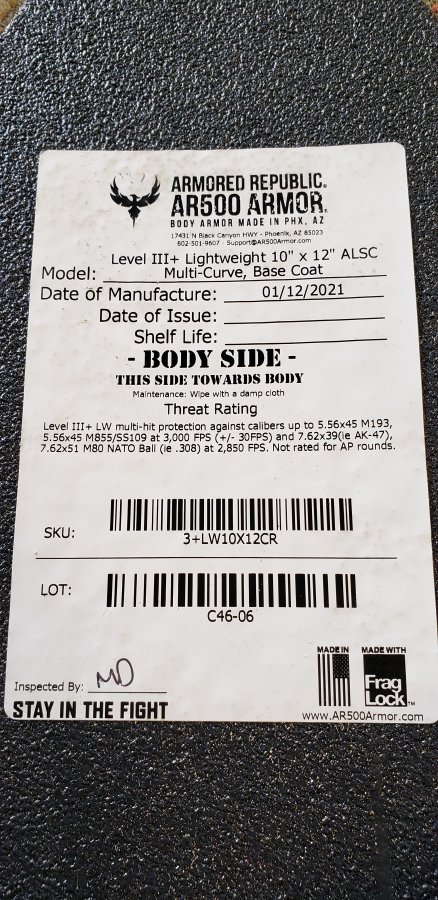 ARMORED REPUBLIC.
AR500 ARMOR.
BODY ARMOR MADE IN PHX, AZ
17431 N Black Canyon HWY - Phoenix, AZ 85023
602-501-9607 - Support@AR500Armor.com
Level III+ Lightweight 10" x 12" ALSC
Model: Multi-Curve, Base Coat
Date of Manufacture: 01/12/2021
Date of Issue:
Shelf Life:
- BODY SIDE -
THIS SIDE TOWARDS BODY
Maintenance: Wipe with a damp cloth
Threat Rating
Level III+ LW multi-hit protection against calibers up to 5.56x45 M193,
5.56x45 M855/SS109 at 3,000 FPS (+/- 30FPS) and 7.62x39(ie AK-47),
7.62x51 M80 NATO Ball (ie .308) at 2,850 FPS. Not rated for AP rounds.
SKU:
3+LW10X12CR
LOT:
C46-06
Inspected By: MD
STAY IN THE FIGHT
MADE IN
MADE WITH
Frag
Lock™
www.AR500Armor.com